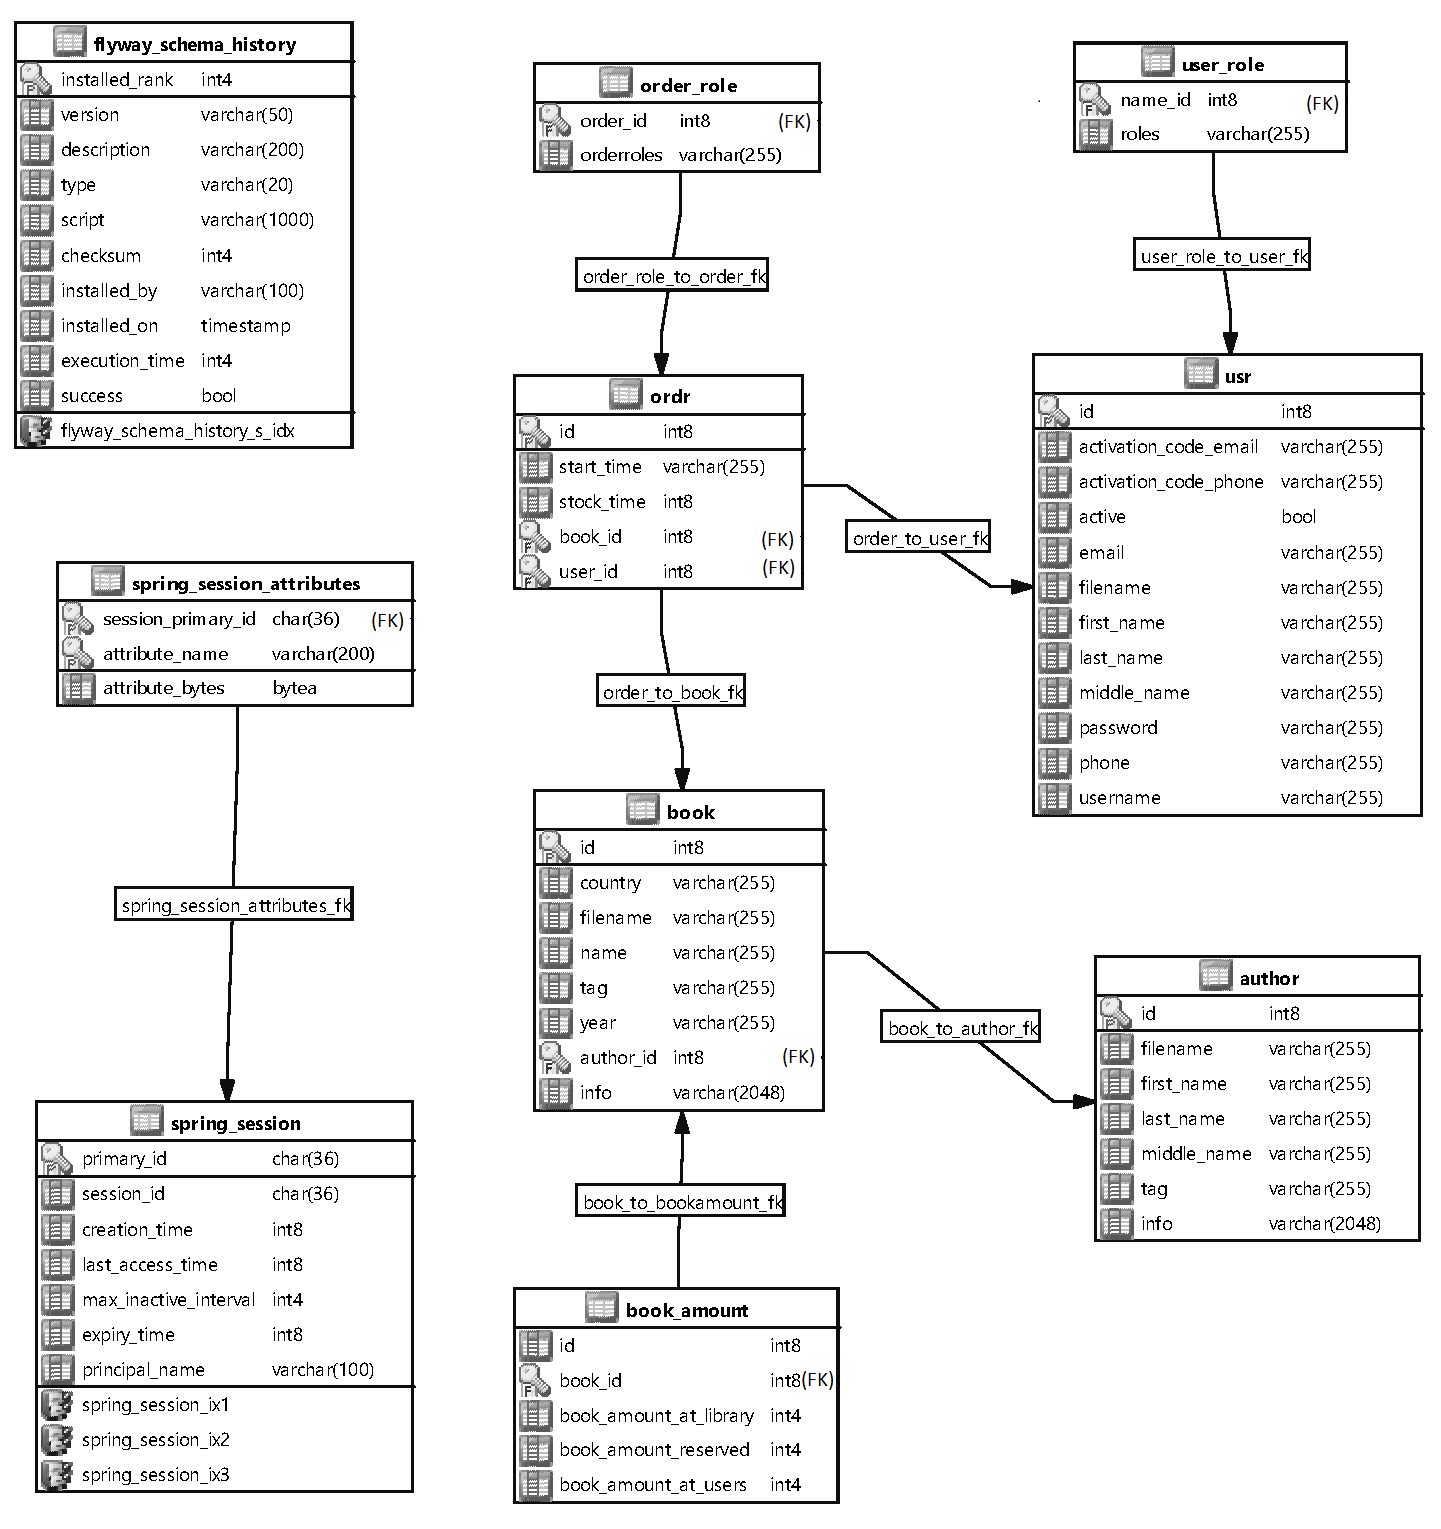 flyway_schema_history
installed_rank int4
version varchar(50)
description varchar(200)
type varchar(20)
script varchar(1000)
checksum int4
installed_by varchar(100)
installed_on timestamp
execution_time int4
success bool
flyway_schema_history_s_idx
order_role
order_id int8 (FK)
orderroles varchar(255)
user_role
name_id int8 (FK)
roles varchar(255)
order_role_to_order_fk
user_role_to_user_fk
ordr
id int8
start_time varchar(255)
stock_time int8
book_id int8 (FK)
user_id int8 (FK)
order_to_user_fk
usr
id int8
activation_code_email varchar(255)
activation_code_phone varchar(255)
active bool
email varchar(255)
filename varchar(255)
first_name varchar(255)
last_name varchar(255)
middle_name varchar(255)
password varchar(255)
phone varchar(255)
username varchar(255)
spring_session_attributes
session_primary_id char(36) (FK)
attribute_name varchar(200)
attribute_bytes bytea
order_to_book_fk
spring_session_attributes_fk
book
id int8
country varchar(255)
filename varchar(255)
name varchar(255)
tag varchar(255)
year varchar(255)
author_id int8 (FK)
info varchar(2048)
book_to_author_fk
author
id int8
filename varchar(255)
first_name varchar(255)
last_name varchar(255)
middle_name varchar(255)
tag varchar(255)
info varchar(2048)
spring_session
primary_id char(36)
session_id char(36)
creation_time int8
last_access_time int8
max_inactive_interval int4
expiry_time int8
principal_name varchar(100)
spring_session_ix1
spring_session_ix2
spring_session_ix3
book_to_bookamount_fk
book_amount
id int8
book_id int8(FK)
book_amount_at_library int4
book_amount_reserved int4
book_amount_at_users int4